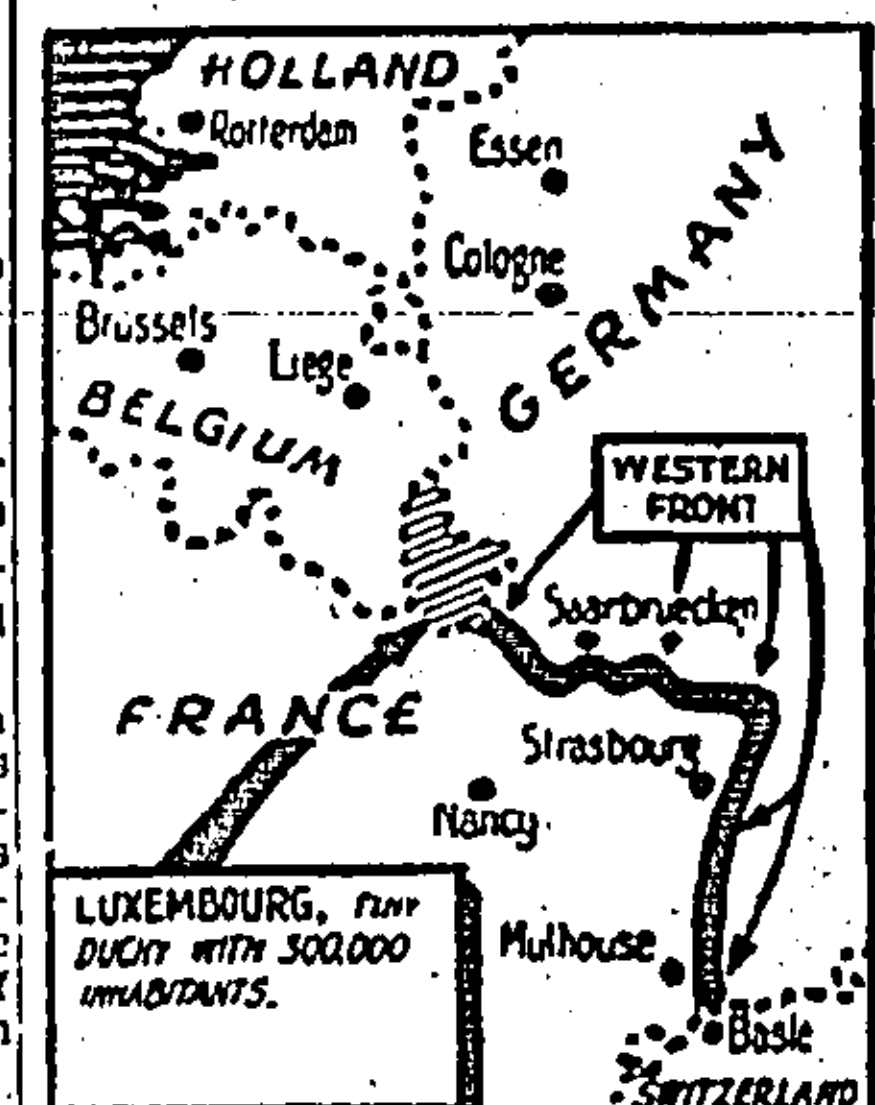 HOLLAND
Rotterdam
Essen
Cologne
GERMANY
Brussels
Liege
BELGIUM
WESTERN
FRONT
Saarbruecken
FRANCE
Strasbourg
Nancy
LUXEMBOURG, TINY
DUCHY WITH 300,000
INHABITANTS.
Mulhouse
Basle
SWITZERLAND